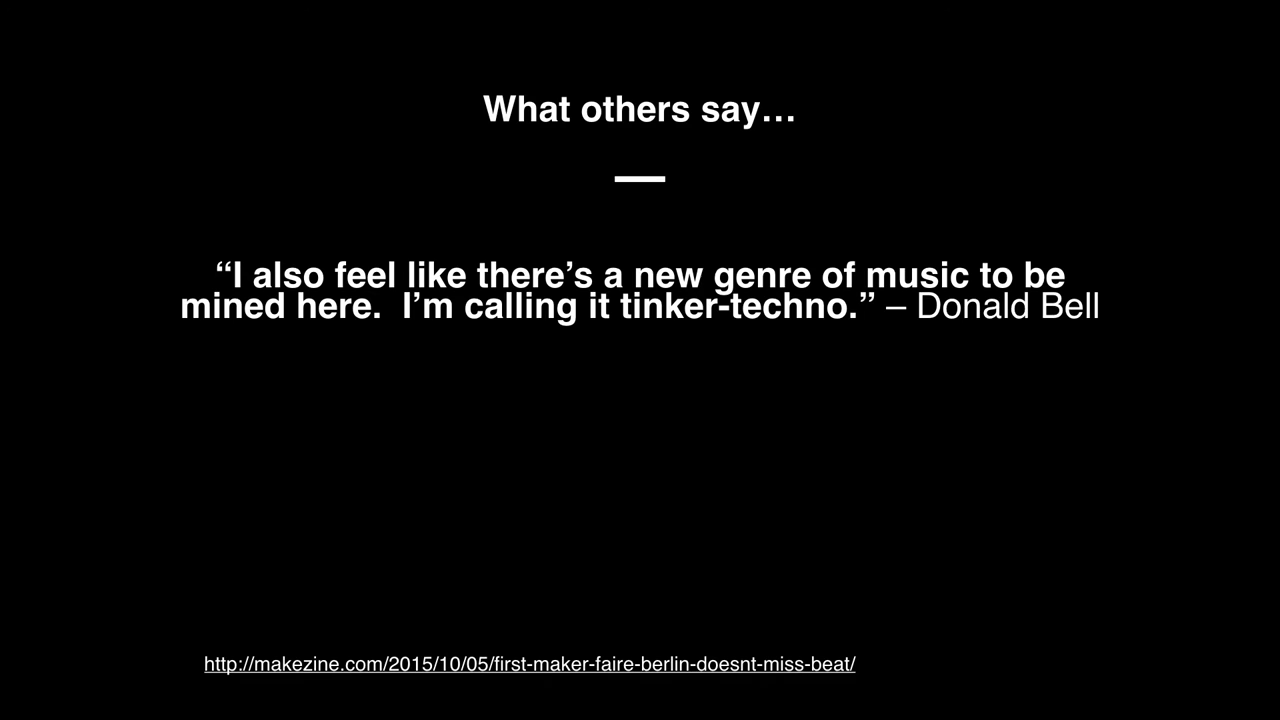 What others say…
“I also feel like there’s a new genre of music to be
mined here.  I’m calling it tinker-techno.” – Donald Bell
http://makezine.com/2015/10/05/first-maker-faire-berlin-doesnt-miss-beat/